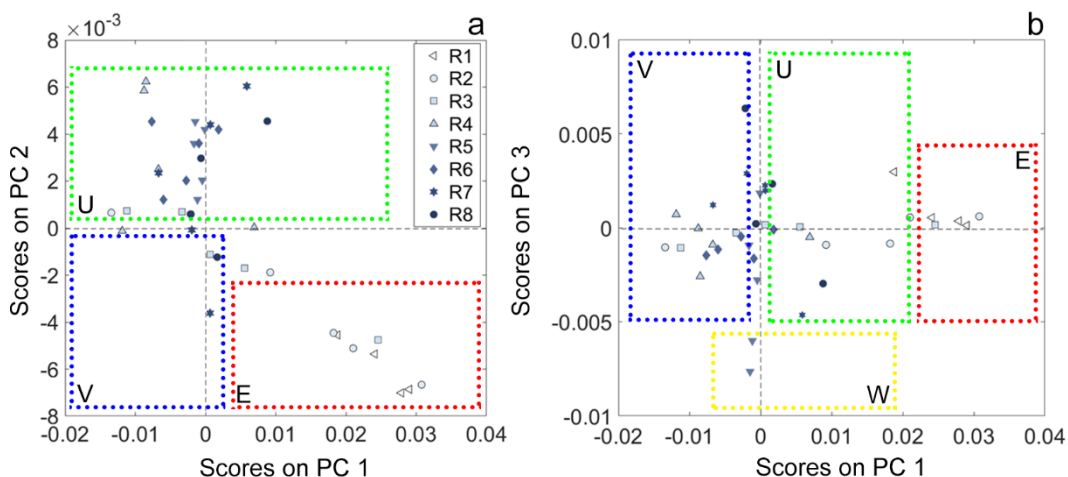 ×10⁻³
a
8
6
4
2
0
-2
-4
-6
-8
Scores on PC 2
-0.02
-0.01
0
0.01
0.02
0.03
0.04
Scores on PC 1
R1
R2
R3
R4
R5
R6
R7
R8
U
V
E
b
0.01
0.005
0
-0.005
-0.01
Scores on PC 3
-0.02
-0.01
0
0.01
0.02
0.03
0.04
Scores on PC 1
V
U
E
W